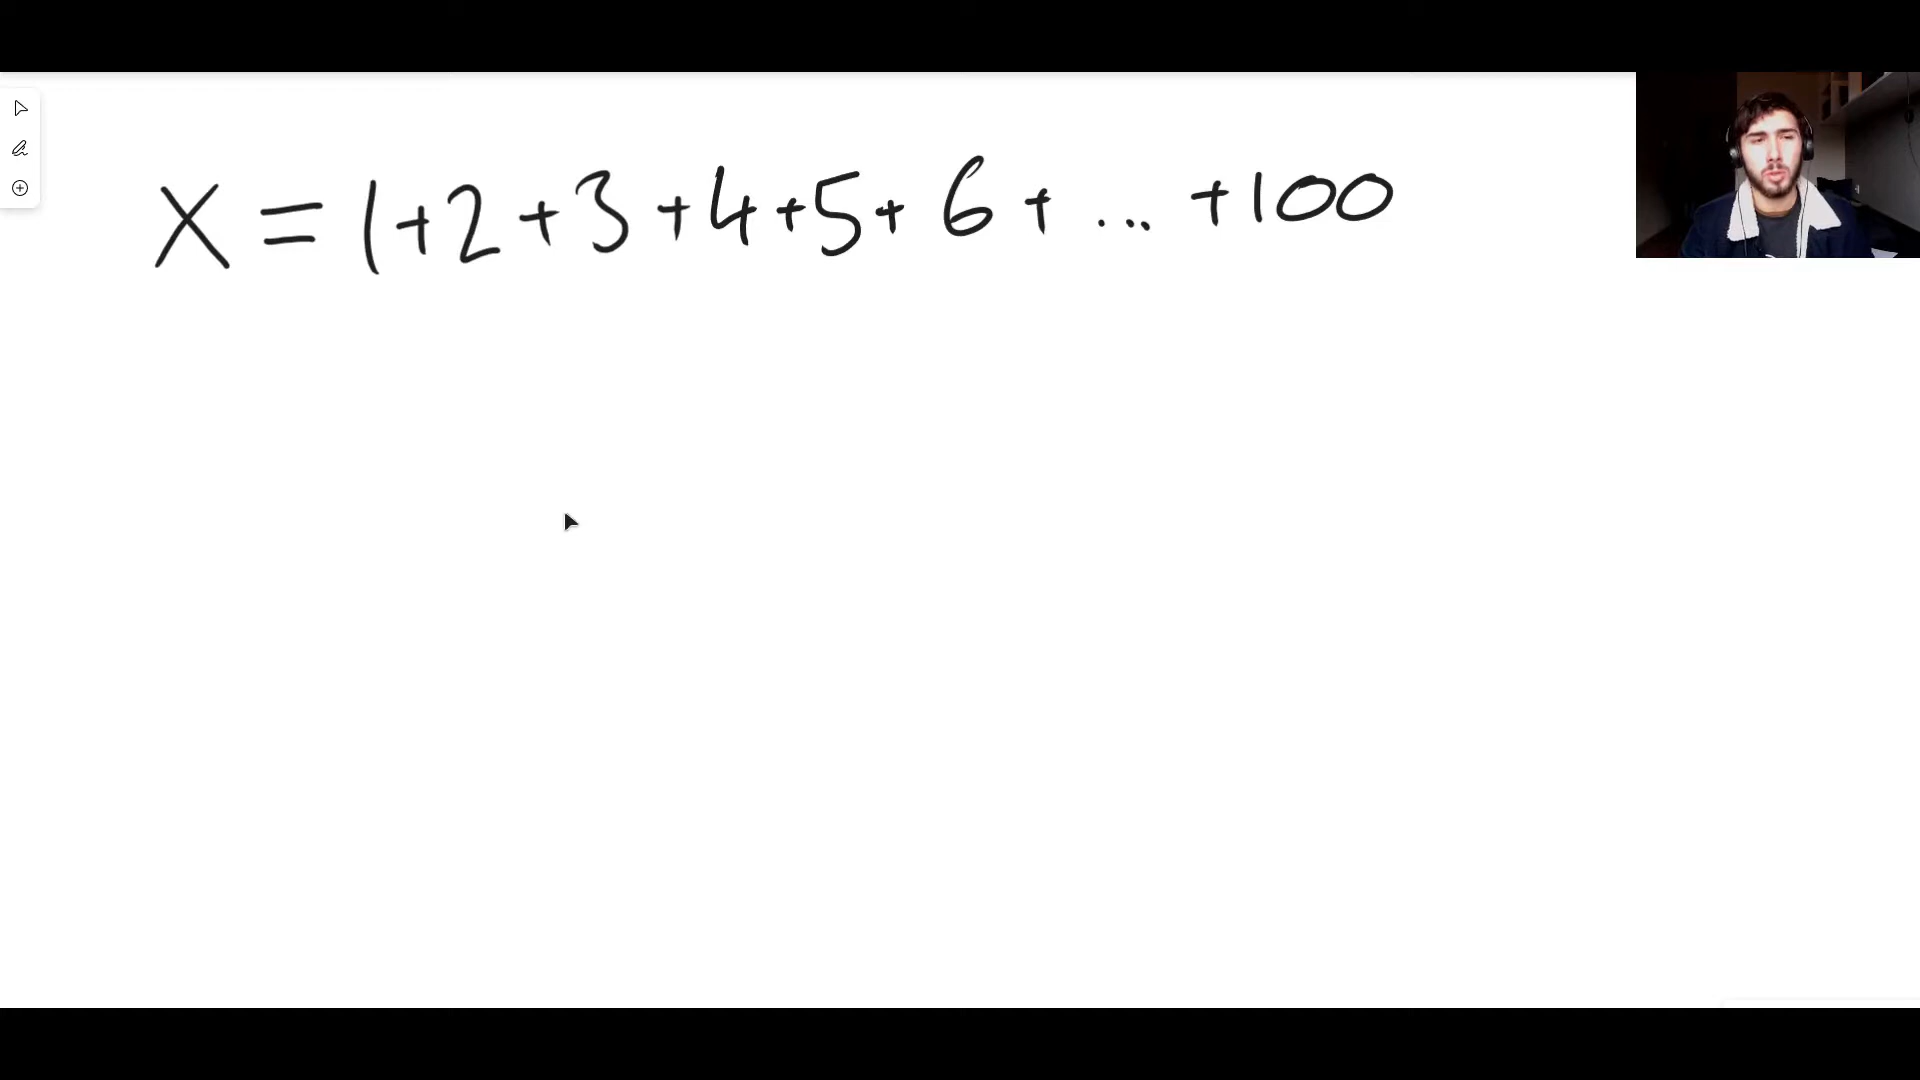 X = 1+2+3+4+5+ 6+ ... +100